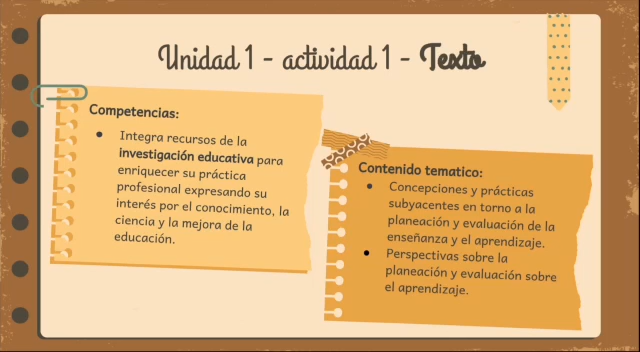 Unidad 1 - actividad 1 - Texto
Competencias:
• Integra recursos de la
investigación educativa para
enriquecer su práctica
profesional expresando su
interés por el conocimiento, la
ciencia y la mejora de la
educación.
Contenido tematico:
• Concepciones y prácticas
subyacentes en torno a la
planeación y evaluación de la
enseñanza y el aprendizaje.
• Perspectivas sobre la
planeación y evaluación sobre
el aprendizaje.